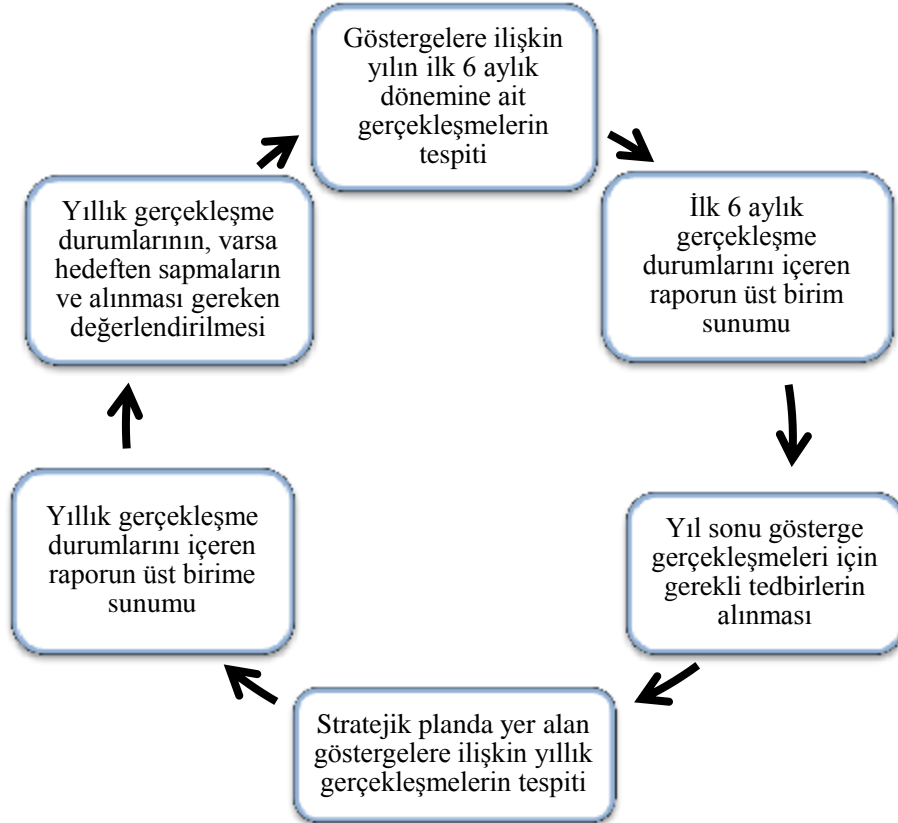 Göstergelere ilişkin
yılın ilk 6 aylık
dönemine ait
gerçekleşmelerin
tespiti
İlk 6 aylık
gerçekleşme
durumlarını içeren
raporun üst birim
sunumu
Yıl sonu gösterge
gerçekleşmeleri için
gerekli tedbirlerin
alınması
Stratejik planda yer alan
göstergelere ilişkin yıllık
gerçekleşmelerin tespiti
Yıllık gerçekleşme
durumlarını içeren
raporun üst birime
sunumu
Yıllık gerçekleşme
durumlarının, varsa
hedeften sapmaların
ve alınması gereken
değerlendirilmesi